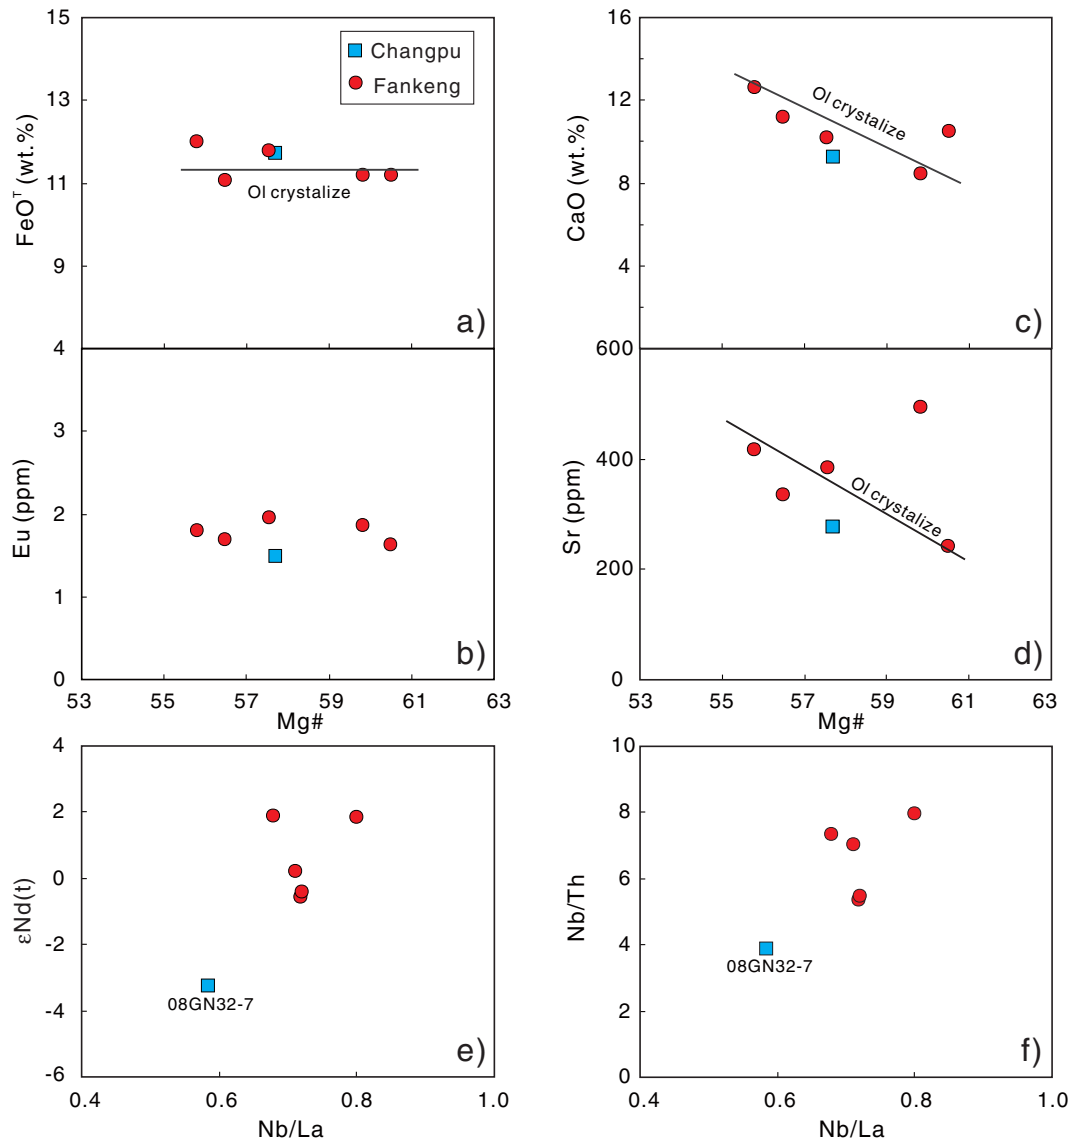 15
13
11
9
FeOᵀ (wt.%)
Changpu
Fankeng
Ol crystalize
a)
16
12
8
4
CaO (wt.%)
Ol crystalize
c)
4
3
2
1
0
Eu (ppm)
b)
53
55
57
59
61
63
Mg#
600
400
200
0
Sr (ppm)
Ol crystalize
d)
53
55
57
59
61
63
Mg#
4
2
0
-2
-4
-6
εNd(t)
08GN32-7
e)
0.4
0.6
0.8
1.0
Nb/La
10
8
6
4
2
0
Nb/Th
08GN32-7
f)
0.4
0.6
0.8
1.0
Nb/La